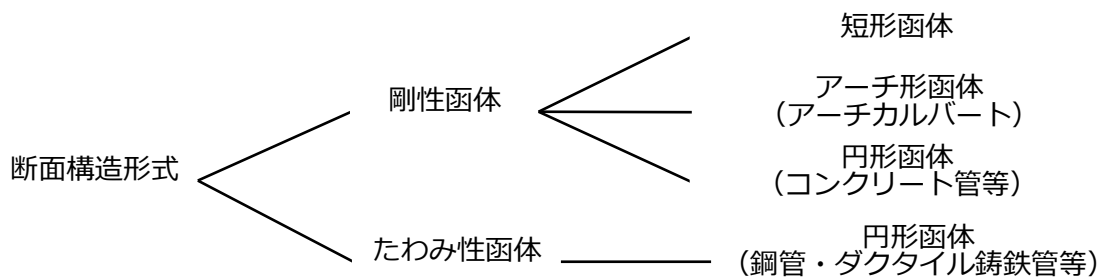 断面構造形式
剛性函体
短形函体
アーチ形函体
（アーチカルバート）
円形函体
（コンクリート管等）
たわみ性函体
円形函体
（鋼管・ダクタイル鋳鉄管等）